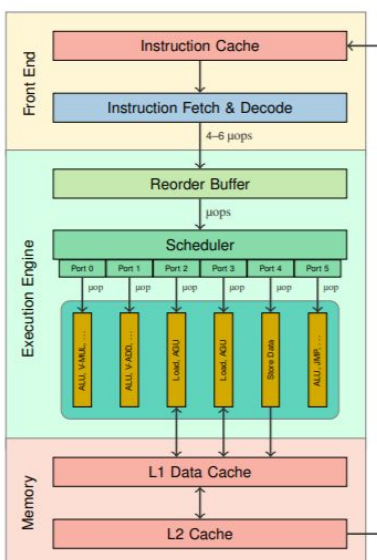 Front End
Instruction Cache
Instruction Fetch & Decode
4–6 μops
Execution Engine
Reorder Buffer
μops
Scheduler
Port 0 Port 1 Port 2 Port 3 Port 4 Port 5
μop μop μop μop μop μop
ALU, V-MUL, …
ALU, V-ADD, …
Load, AGU
Load, AGU
Store Data
ALU, JMP, …
Memory
L1 Data Cache
L2 Cache